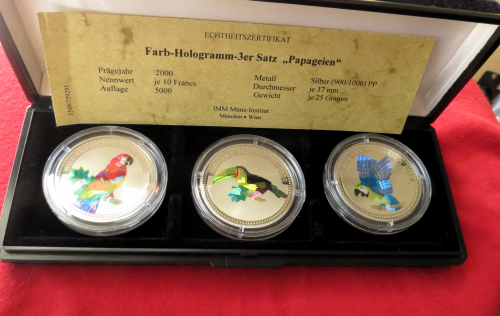 ECHTHEITSZERTIFIKAT
Farb-Hologramm-3er Satz „Papageien"
Prägejahr 2000 Metall Silber (900/1000) PP
Nennwert je 10 Francs Durchmesser je 37 mm
Auflage 5000 Gewicht je 25 Gramm
IMM Münz-Institut
München • Wien